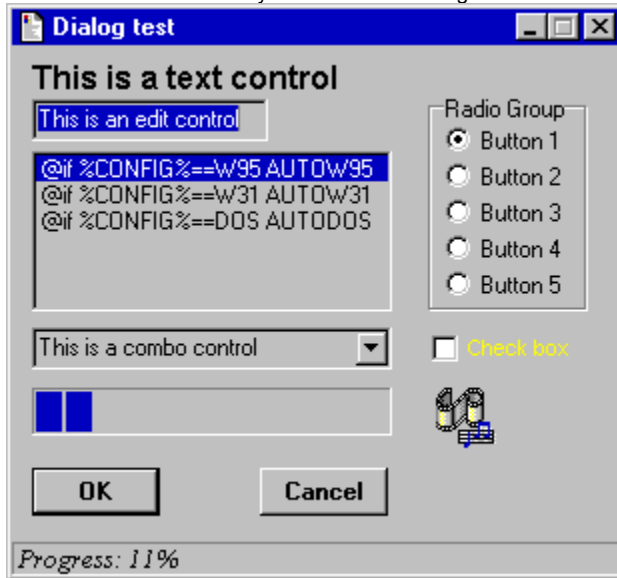 Dialog test
This is a text control
This is an edit control
@if %CONFIG%==W95 AUTOW95
@if %CONFIG%==W31 AUTOW31
@if %CONFIG%==DOS AUTODOS
Radio Group
Button 1
Button 2
Button 3
Button 4
Button 5
This is a combo control
Check box
OK
Cancel
Progress: 11%